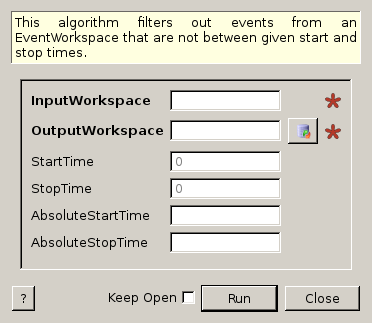 This algorithm filters out events from an
EventWorkspace that are not between given start and
stop times.
InputWorkspace *
OutputWorkspace *
StartTime 0
StopTime 0
AbsoluteStartTime
AbsoluteStopTime
? Keep Open Run Close